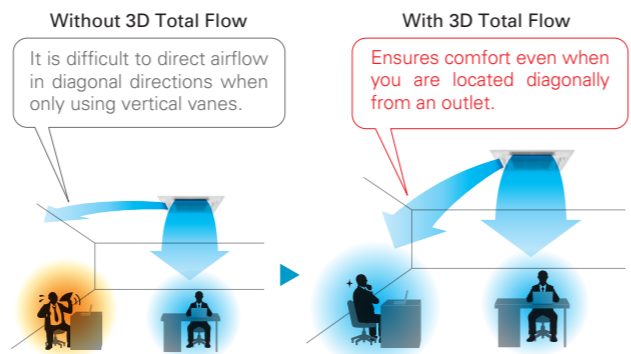 Without 3D Total Flow
It is difficult to direct airflow
in diagonal directions when
only using vertical vanes.
With 3D Total Flow
Ensures comfort even when
you are located diagonally
from an outlet.